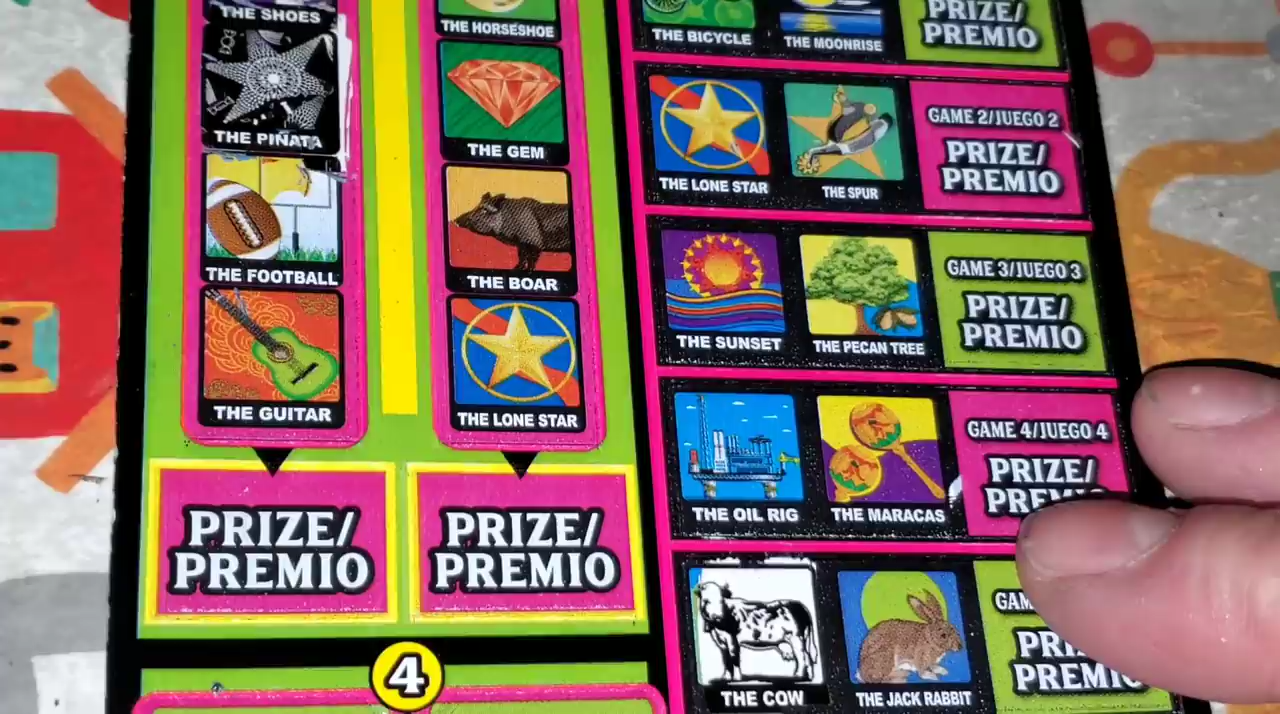 THE SHOES
THE PIÑATA
THE FOOTBALL
THE GUITAR
PRIZE/
PREMIO
THE HORSESHOE
THE GEM
THE BOAR
THE LONE STAR
PRIZE/
PREMIO
4
THE BICYCLE
THE MOONRISE
PRIZE/
PREMIO
THE LONE STAR
THE SPUR
GAME 2/JUEGO 2
PRIZE/
PREMIO
THE SUNSET
THE PECAN TREE
GAME 3/JUEGO 3
PRIZE/
PREMIO
THE OIL RIG
THE MARACAS
GAME 4/JUEGO 4
PRIZE/
PREMIO
THE COW
THE JACK RABBIT